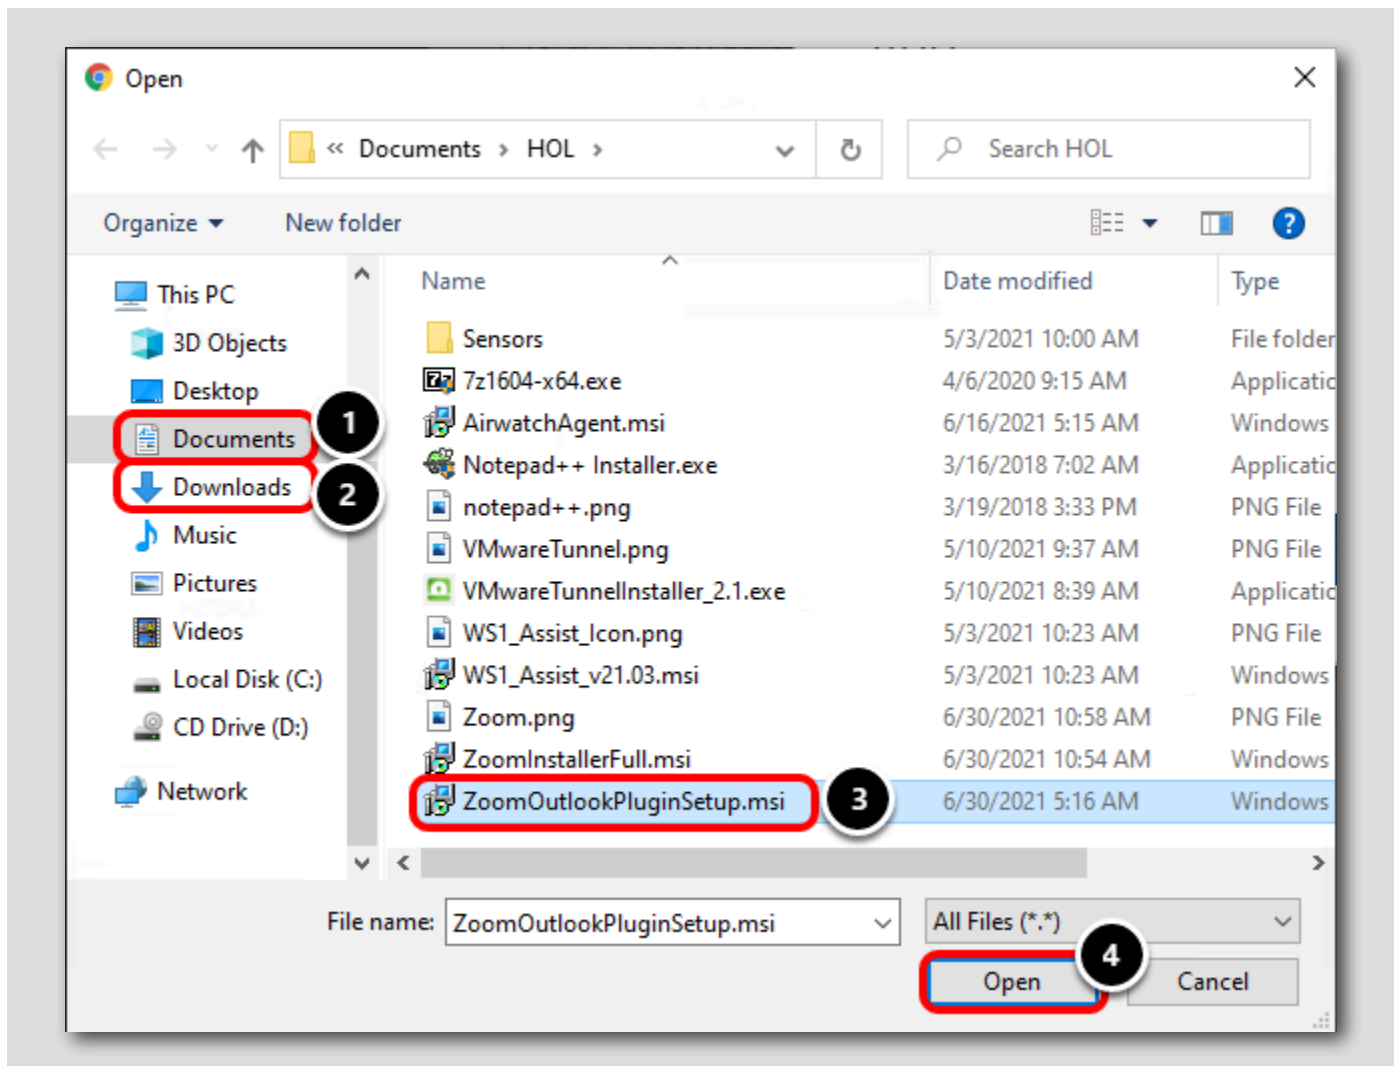 Open
« Documents > HOL >
Search HOL
Organize
New folder
?
Name
Date modified
Type
This PC
3D Objects
Desktop
Documents
1
Downloads
2
Music
Pictures
Videos
Local Disk (C:)
CD Drive (D:)
Network
Sensors 5/3/2021 10:00 AM File folder
7z1604-x64.exe 4/6/2020 9:15 AM Applicatic
AirwatchAgent.msi 6/16/2021 5:15 AM Windows
Notepad++ Installer.exe 3/16/2018 7:02 AM Applicatic
notepad++.png 3/19/2018 3:33 PM PNG File
VMwareTunnel.png 5/10/2021 9:37 AM PNG File
VMwareTunnelInstaller_2.1.exe 5/10/2021 8:39 AM Applicatic
WS1_Assist_Icon.png 5/3/2021 10:23 AM PNG File
WS1_Assist_v21.03.msi 5/3/2021 10:23 AM Windows
Zoom.png 6/30/2021 10:58 AM PNG File
ZoomInstallerFull.msi 6/30/2021 10:54 AM Windows
ZoomOutlookPluginSetup.msi 3 6/30/2021 5:16 AM Windows
File name: ZoomOutlookPluginSetup.msi
All Files (*.*)
4
Open
Cancel